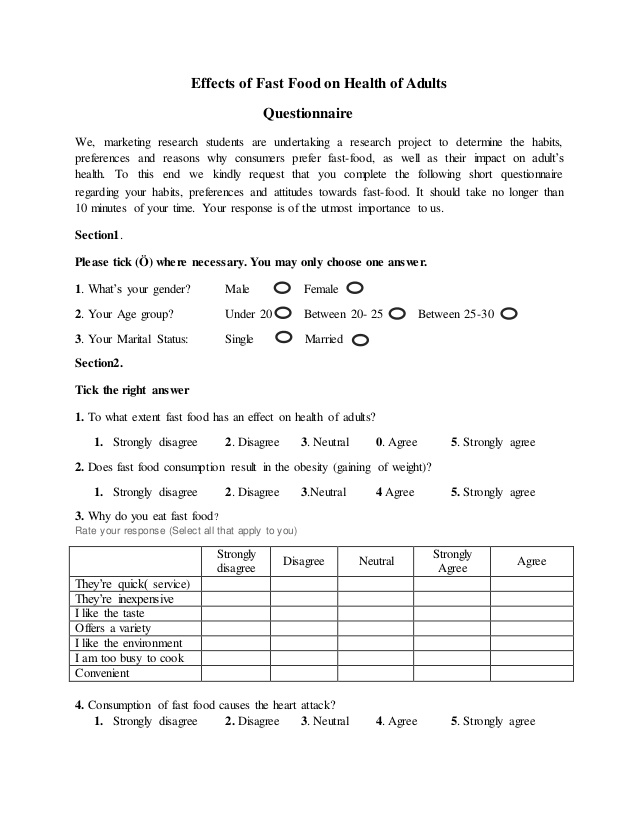 Effects of Fast Food on Health of Adults
Questionnaire
We, marketing research students are undertaking a research project to determine the habits,
preferences and reasons why consumers prefer fast-food, as well as their impact on adult's
health. To this end we kindly request that you complete the following short questionnaire
regarding your habits, preferences and attitudes towards fast-food. It should take no longer than
10 minutes of your time. Your response is of the utmost importance to us.
Section1.
Please tick (Ö) where necessary. You may only choose one answer.
1. What's your gender? Male Female
2. Your Age group? Under 20 Between 20- 25 Between 25-30
3. Your Marital Status: Single Married
Section2.
Tick the right answer
1. To what extent fast food has an effect on health of adults?
1. Strongly disagree 2. Disagree 3. Neutral 0. Agree 5. Strongly agree
2. Does fast food consumption result in the obesity (gaining of weight)?
1. Strongly disagree 2. Disagree 3.Neutral 4 Agree 5. Strongly agree
3. Why do you eat fast food?
Rate your response (Select all that apply to you)
Strongly disagree Disagree Neutral Strongly Agree Agree
They're quick( service)
They're inexpensive
I like the taste
Offers a variety
I like the environment
I am too busy to cook
Convenient
4. Consumption of fast food causes the heart attack?
1. Strongly disagree 2. Disagree 3. Neutral 4. Agree 5. Strongly agree